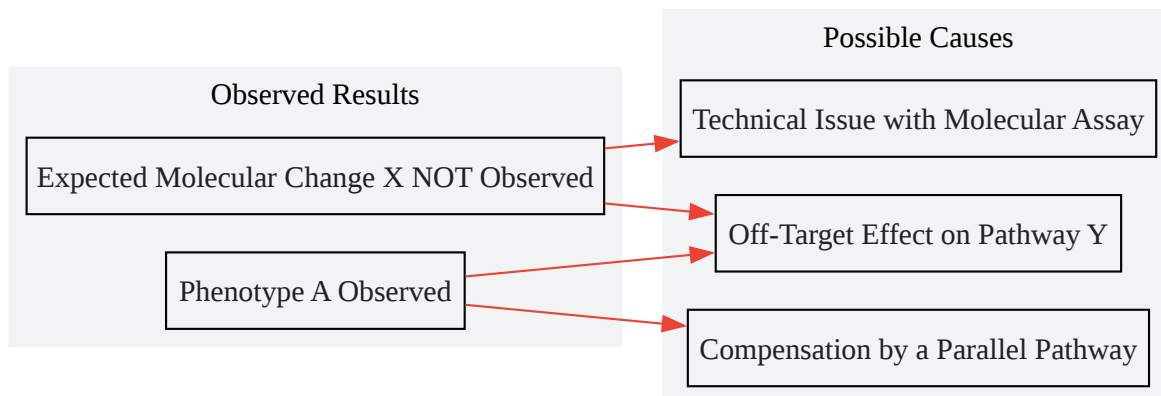 Observed Results
Expected Molecular Change X NOT Observed
Phenotype A Observed
Possible Causes
Technical Issue with Molecular Assay
Off-Target Effect on Pathway Y
Compensation by a Parallel Pathway